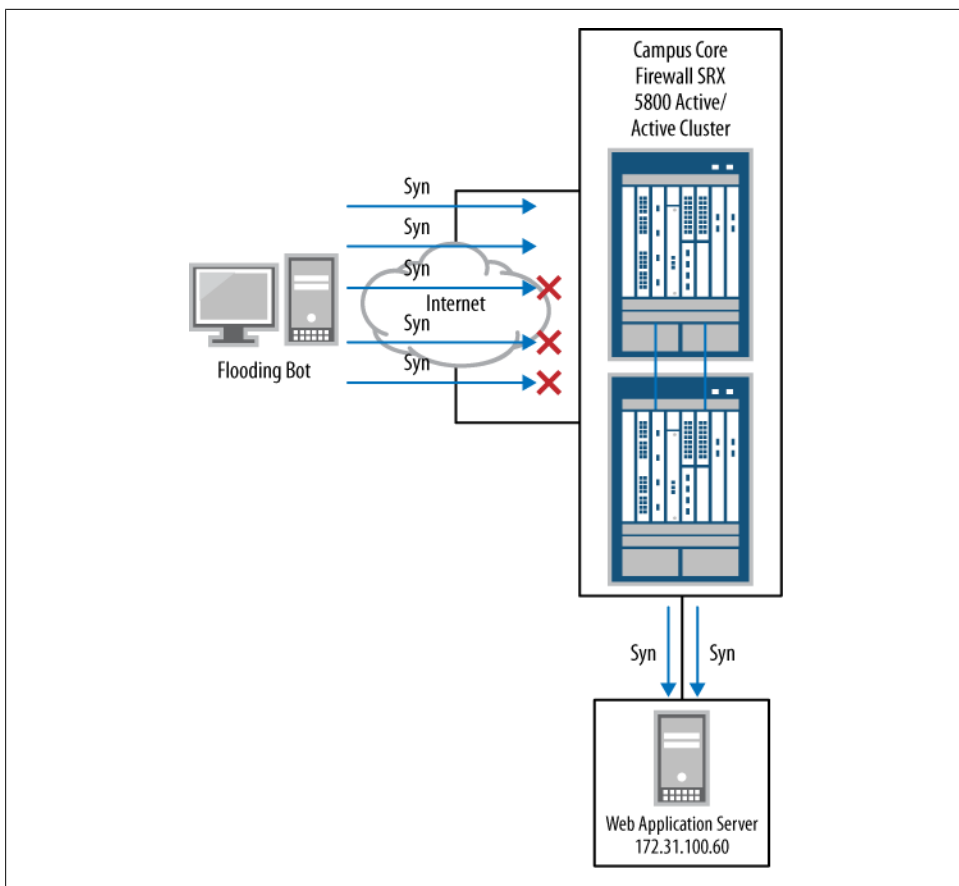 Campus Core
Firewall SRX
5800 Active/
Active Cluster
Syn
Syn
Syn
Internet
Syn
Syn
Flooding Bot
Syn
Syn
Web Application Server
172.31.100.60